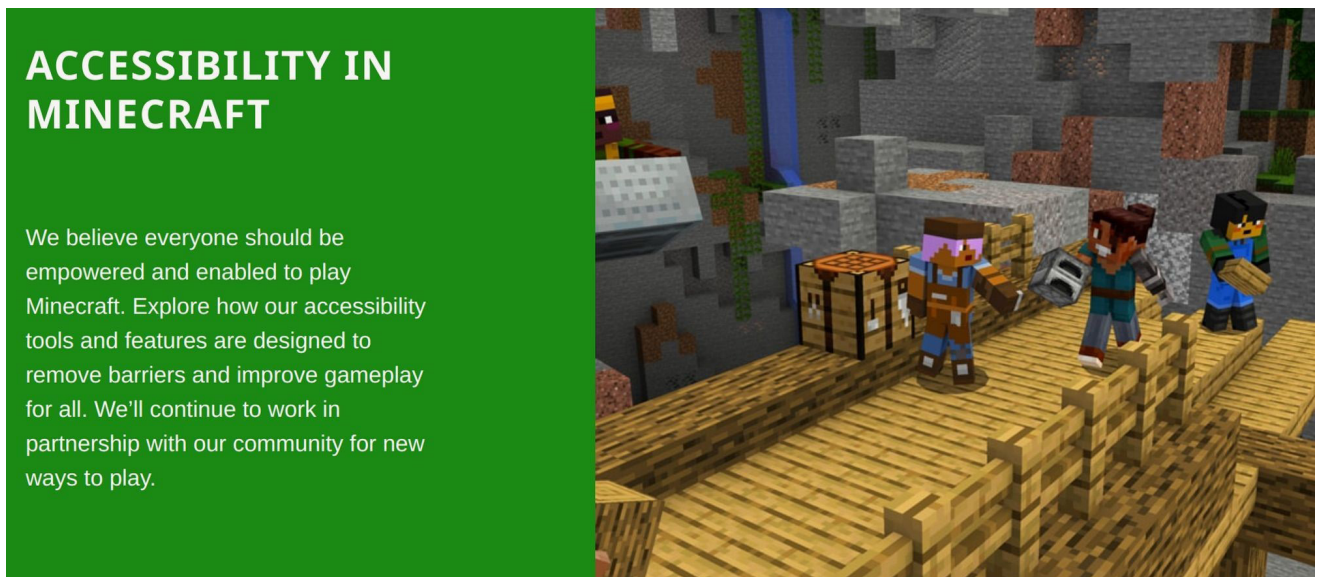 ACCESSIBILITY IN
MINECRAFT
We believe everyone should be
empowered and enabled to play
Minecraft. Explore how our accessibility
tools and features are designed to
remove barriers and improve gameplay
for all. We’ll continue to work in
partnership with our community for new
ways to play.